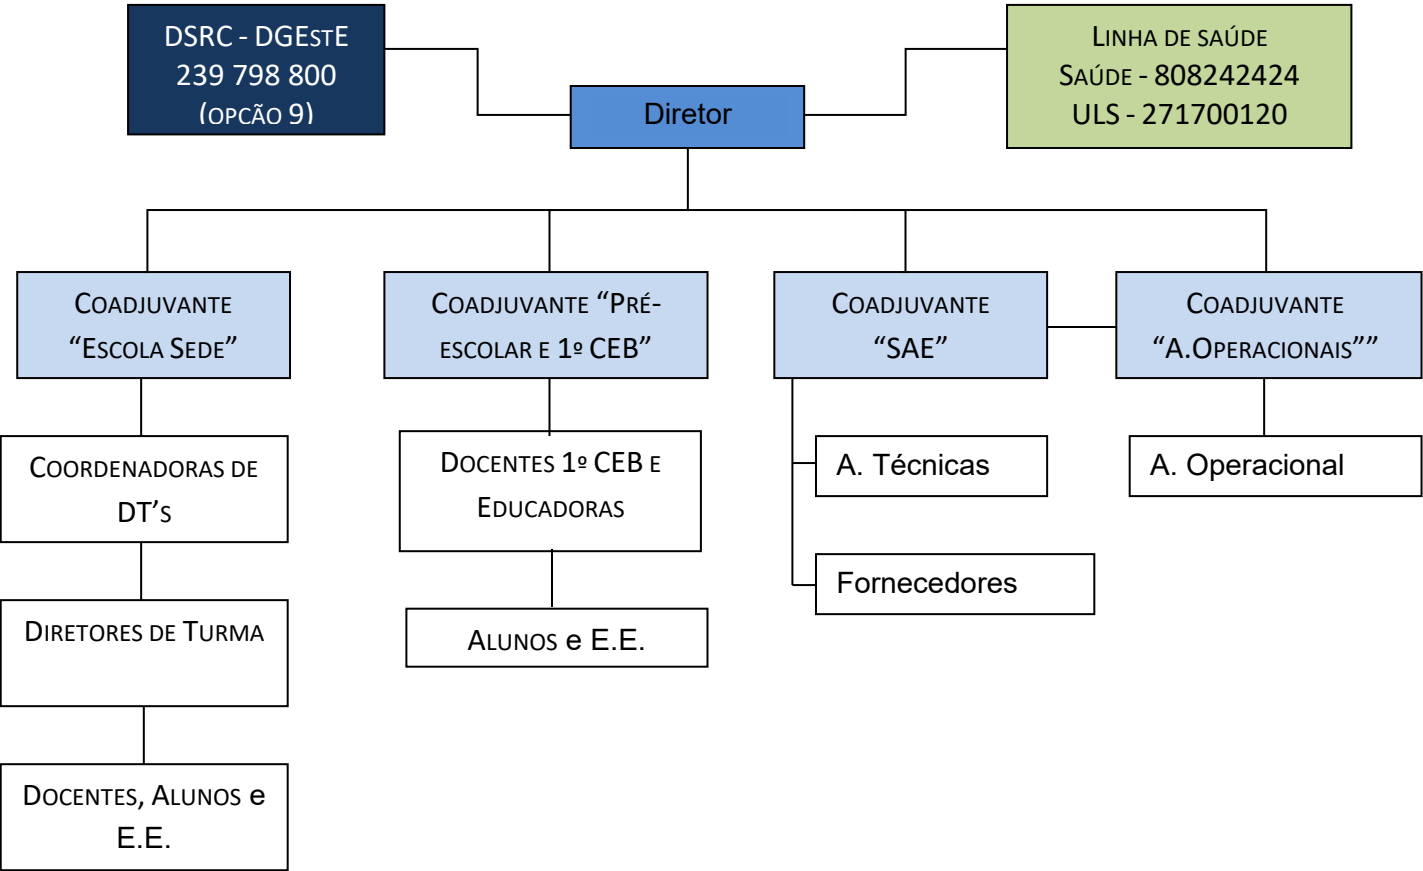 DSRC - DGESTE
239 798 800
(OPCÃO 9)
LINHA DE SAÚDE
SAÚDE - 808242424
ULS - 271700120
Diretor
COADJUVANTE
“ESCOLA SEDE”
COADJUVANTE “PRÉ-
ESCOLAR E 1º CEB”
COADJUVANTE
“SAE”
COADJUVANTE
“A.OPERACIONAIS””
COORDENADORAS DE
DT’S
DOCENTES 1º CEB E
EDUCADORAS
A. Técnicas
A. Operacional
Fornecedores
DIRETORES DE TURMA
ALUNOS e E.E.
DOCENTES, ALUNOS e
E.E.